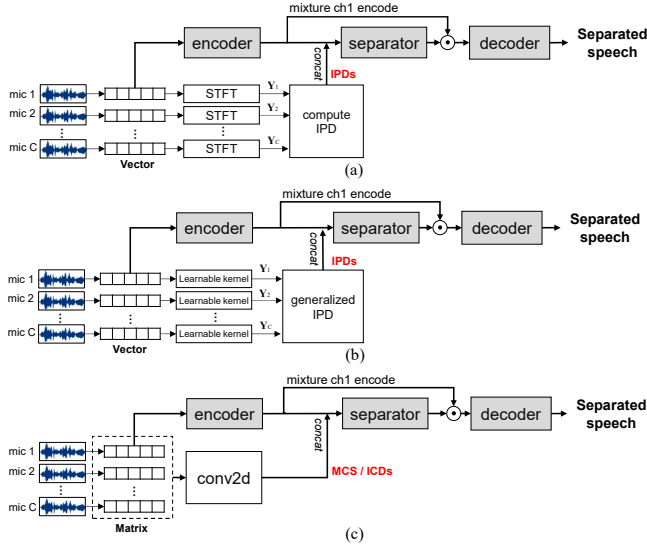 mixture ch1 encode
Separated
speech
encoder
separator
decoder
concat
IPDs
mic 1
STFT
Y1
mic 2
STFT
Y2
compute
IPD
mic C
STFT
YC
Vector
(a)
mixture ch1 encode
Separated
speech
encoder
separator
decoder
concat
IPDs
mic 1
Learnable kernel
Y1
mic 2
Learnable kernel
Y2
generalized
IPD
mic C
Learnable kernel
YC
Vector
(b)
mixture ch1 encode
Separated
speech
encoder
separator
decoder
concat
mic 1
mic 2
conv2d
MCS / ICDs
mic C
Matrix
(c)